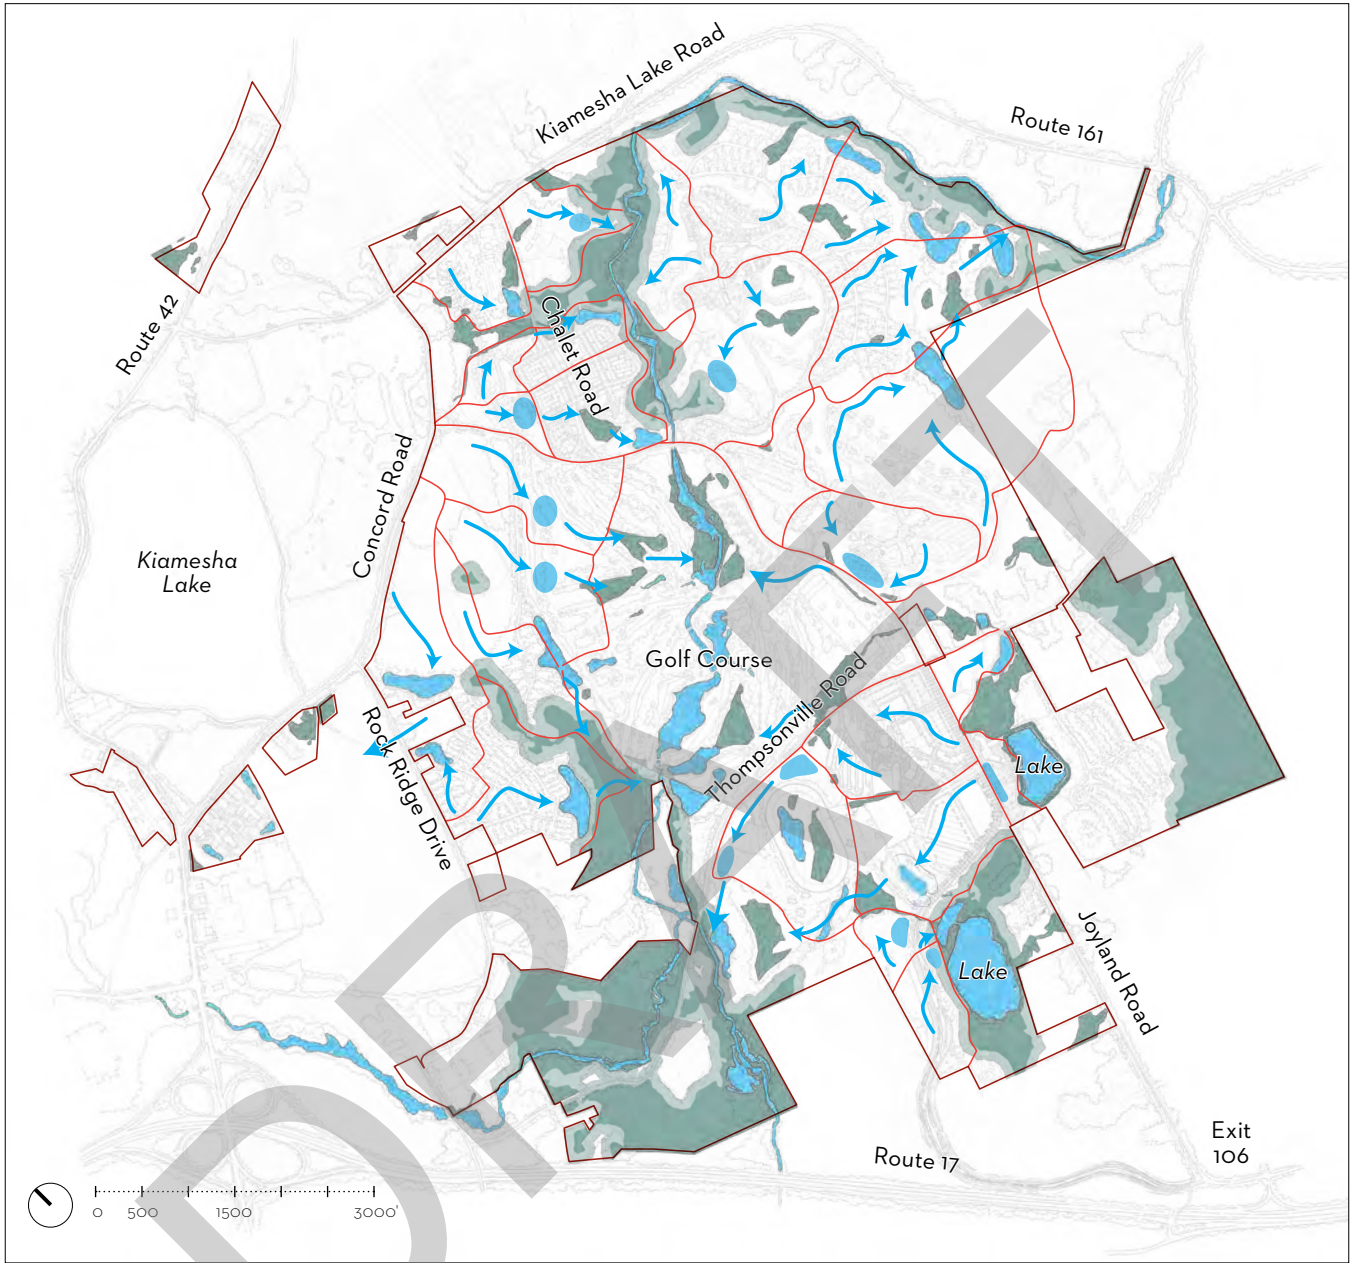 Kiamesha Lake Road
Route 161
Route 42
Chalet Road
Concord Road
Kiamesha
Lake
Golf Course
Thompsonville Road
Rock Ridge Drive
Lake
Lake
Joyland Road
Exit
106
Route 17
0 500 1500 3000'
DRAFT